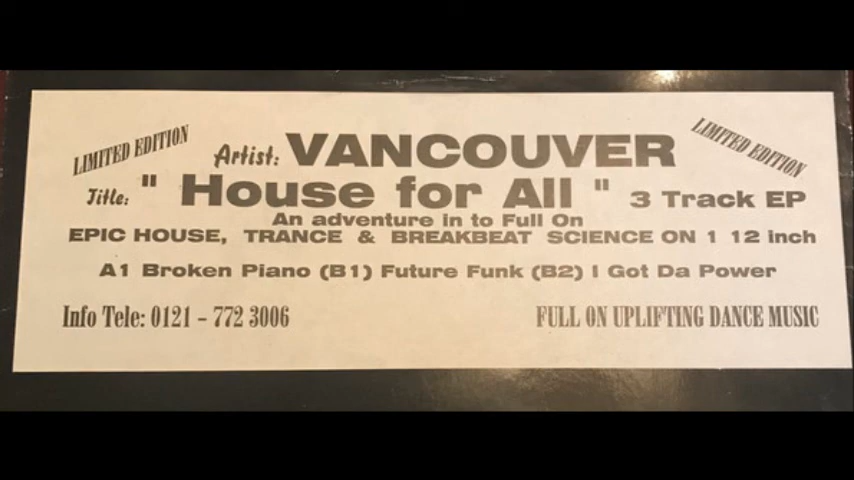 LIMITED EDITION
Artist: VANCOUVER
LIMITED EDITION
Title: " House for All " 3 Track EP
An adventure in to Full On
EPIC HOUSE, TRANCE & BREAKBEAT SCIENCE ON 1 12 inch
A1 Broken Piano (B1) Future Funk (B2) I Got Da Power
Info Tele: 0121 - 772 3006
FULL ON UPLIFTING DANCE MUSIC